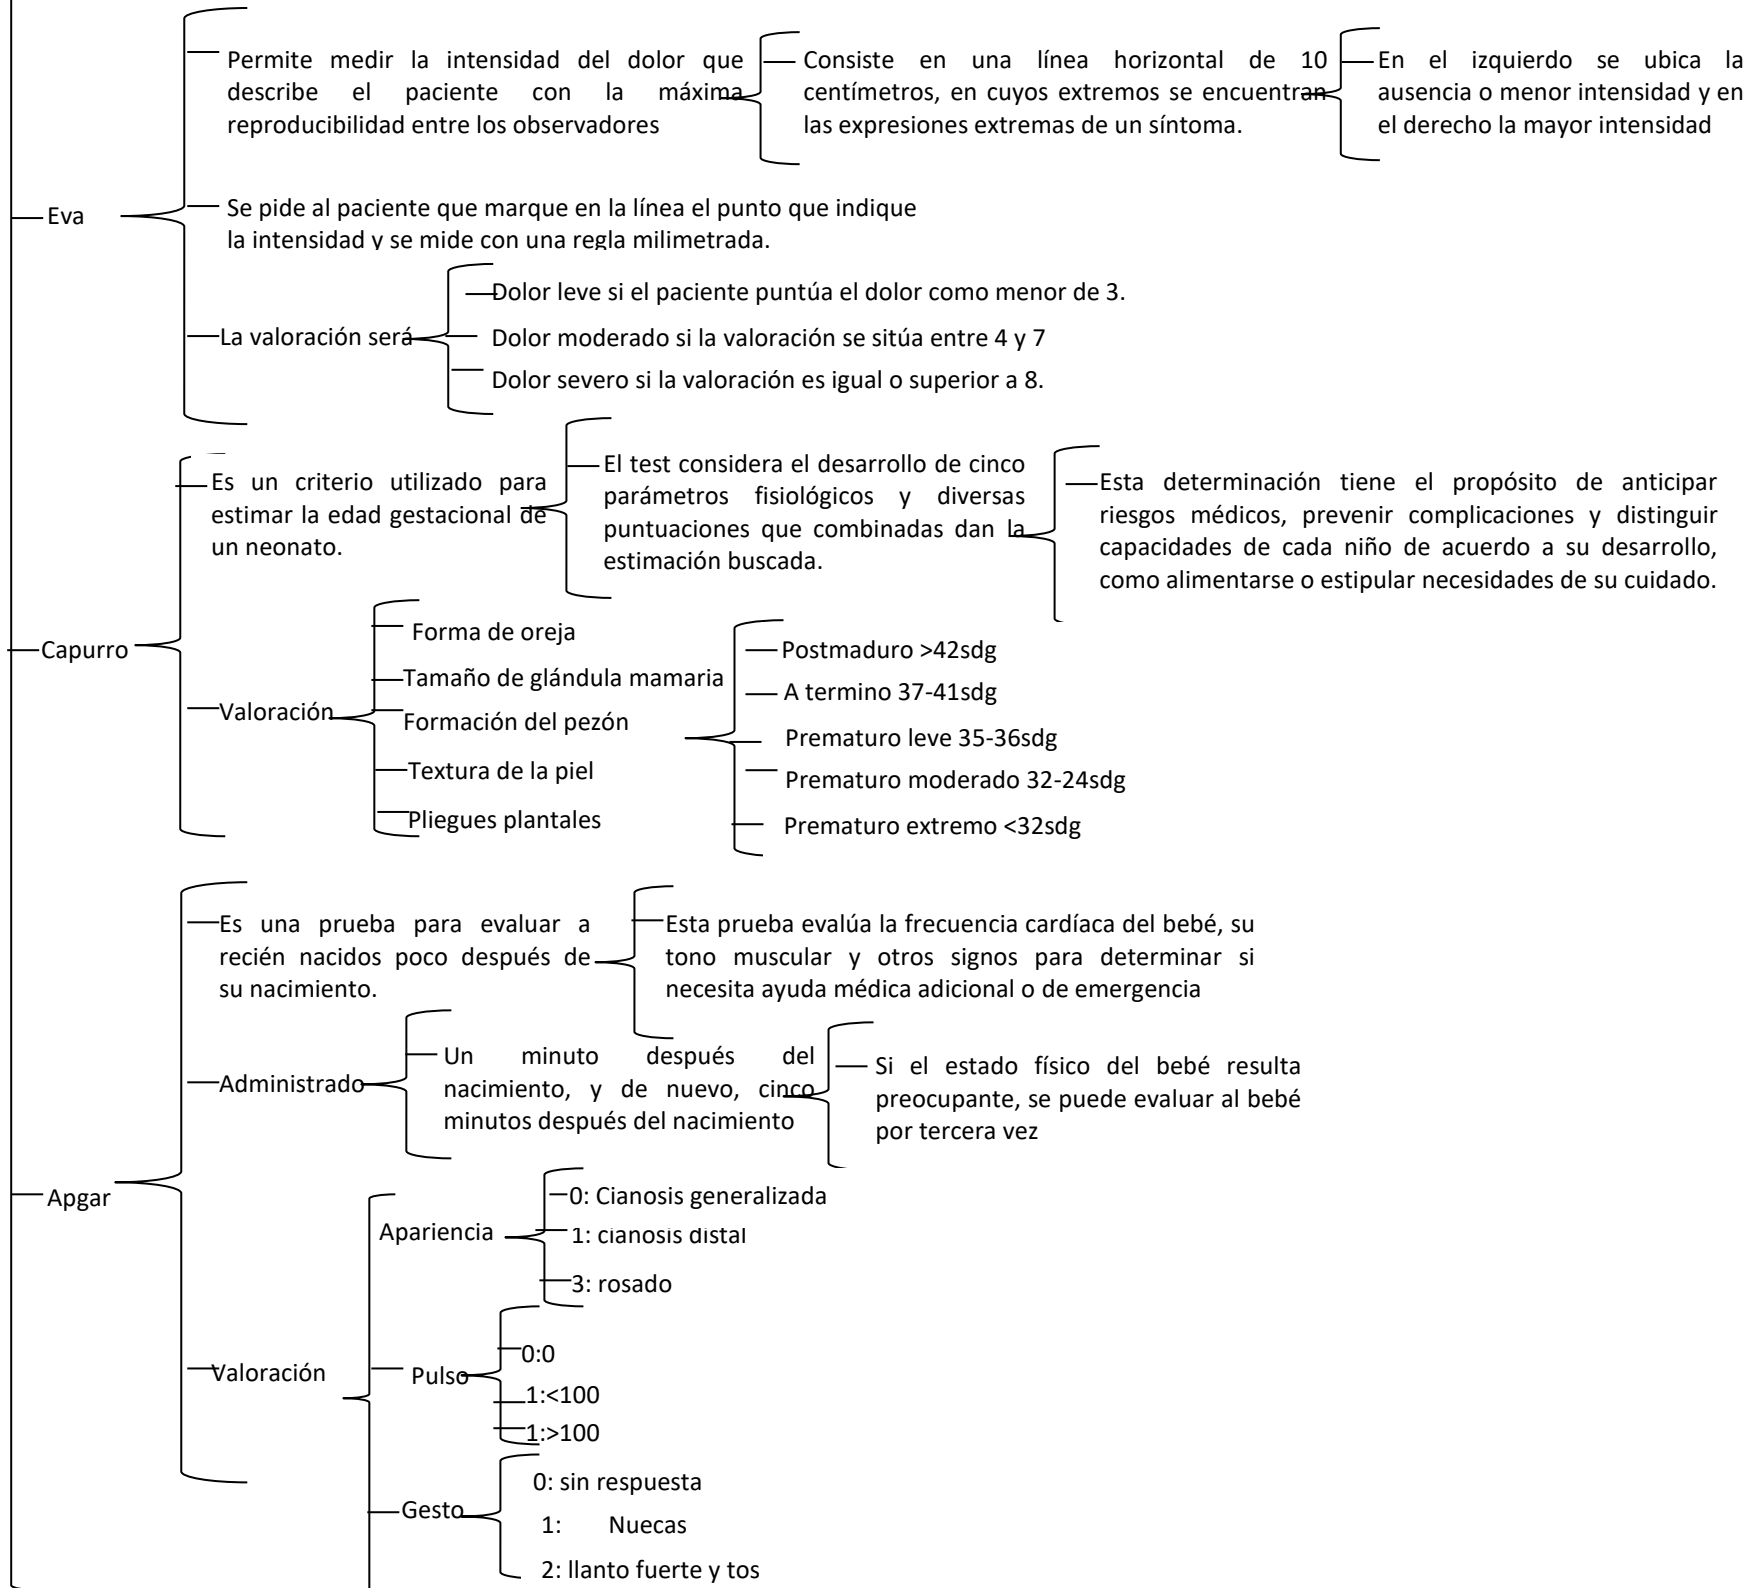 Eva
Permite medir la intensidad del dolor que
describe el paciente con la máxima
reproducibilidad entre los observadores
Consiste en una línea horizontal de 10
centímetros, en cuyos extremos se encuentran
las expresiones extremas de un síntoma.
En el izquierdo se ubica la
ausencia o menor intensidad y en
el derecho la mayor intensidad
Se pide al paciente que marque en la línea el punto que indique
la intensidad y se mide con una regla milimetrada.
La valoración será
Dolor leve si el paciente puntúa el dolor como menor de 3.
Dolor moderado si la valoración se sitúa entre 4 y 7
Dolor severo si la valoración es igual o superior a 8.
Capurro
Es un criterio utilizado para
estimar la edad gestacional de
un neonato.
El test considera el desarrollo de cinco
parámetros fisiológicos y diversas
puntuaciones que combinadas dan la
estimación buscada.
Esta determinación tiene el propósito de anticipar
riesgos médicos, prevenir complicaciones y distinguir
capacidades de cada niño de acuerdo a su desarrollo,
como alimentarse o estipular necesidades de su cuidado.
Valoración
Forma de oreja
Tamaño de glándula mamaria
Formación del pezón
Textura de la piel
Pliegues plantales
Postmaduro >42sdg
A termino 37-41sdg
Prematuro leve 35-36sdg
Prematuro moderado 32-24sdg
Prematuro extremo <32sdg
Apgar
Es una prueba para evaluar a
recién nacidos poco después de
su nacimiento.
Esta prueba evalúa la frecuencia cardíaca del bebé, su
tono muscular y otros signos para determinar si
necesita ayuda médica adicional o de emergencia
Administrado
Un minuto después del
nacimiento, y de nuevo, cinco
minutos después del nacimiento
Si el estado físico del bebé resulta
preocupante, se puede evaluar al bebé
por tercera vez
Valoración
Apariencia
0: Cianosis generalizada
1: cianosis distal
3: rosado
Pulso
0:0
1:<100
1:>100
Gesto
0: sin respuesta
1: Nuecas
2: llanto fuerte y tos